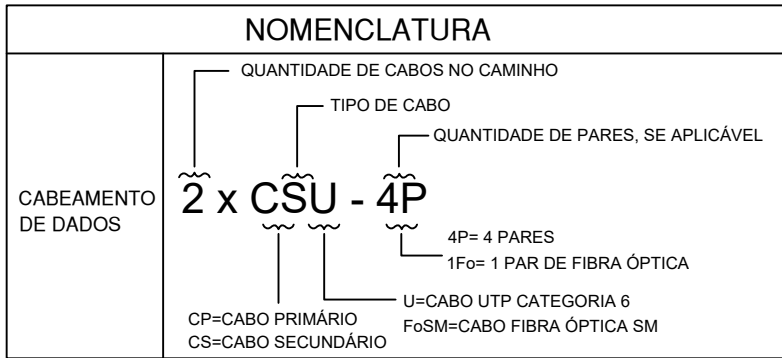 NOMENCLATURA
QUANTIDADE DE CABOS NO CAMINHO
TIPO DE CABO
QUANTIDADE DE PARES, SE APLICÁVEL
CABEAMENTO
DE DADOS
2 x CSU - 4P
4P= 4 PARES
1Fo= 1 PAR DE FIBRA ÓPTICA
U=CABO UTP CATEGORIA 6
FoSM=CABO FIBRA ÓPTICA SM
CP=CABO PRIMÁRIO
CS=CABO SECUNDÁRIO